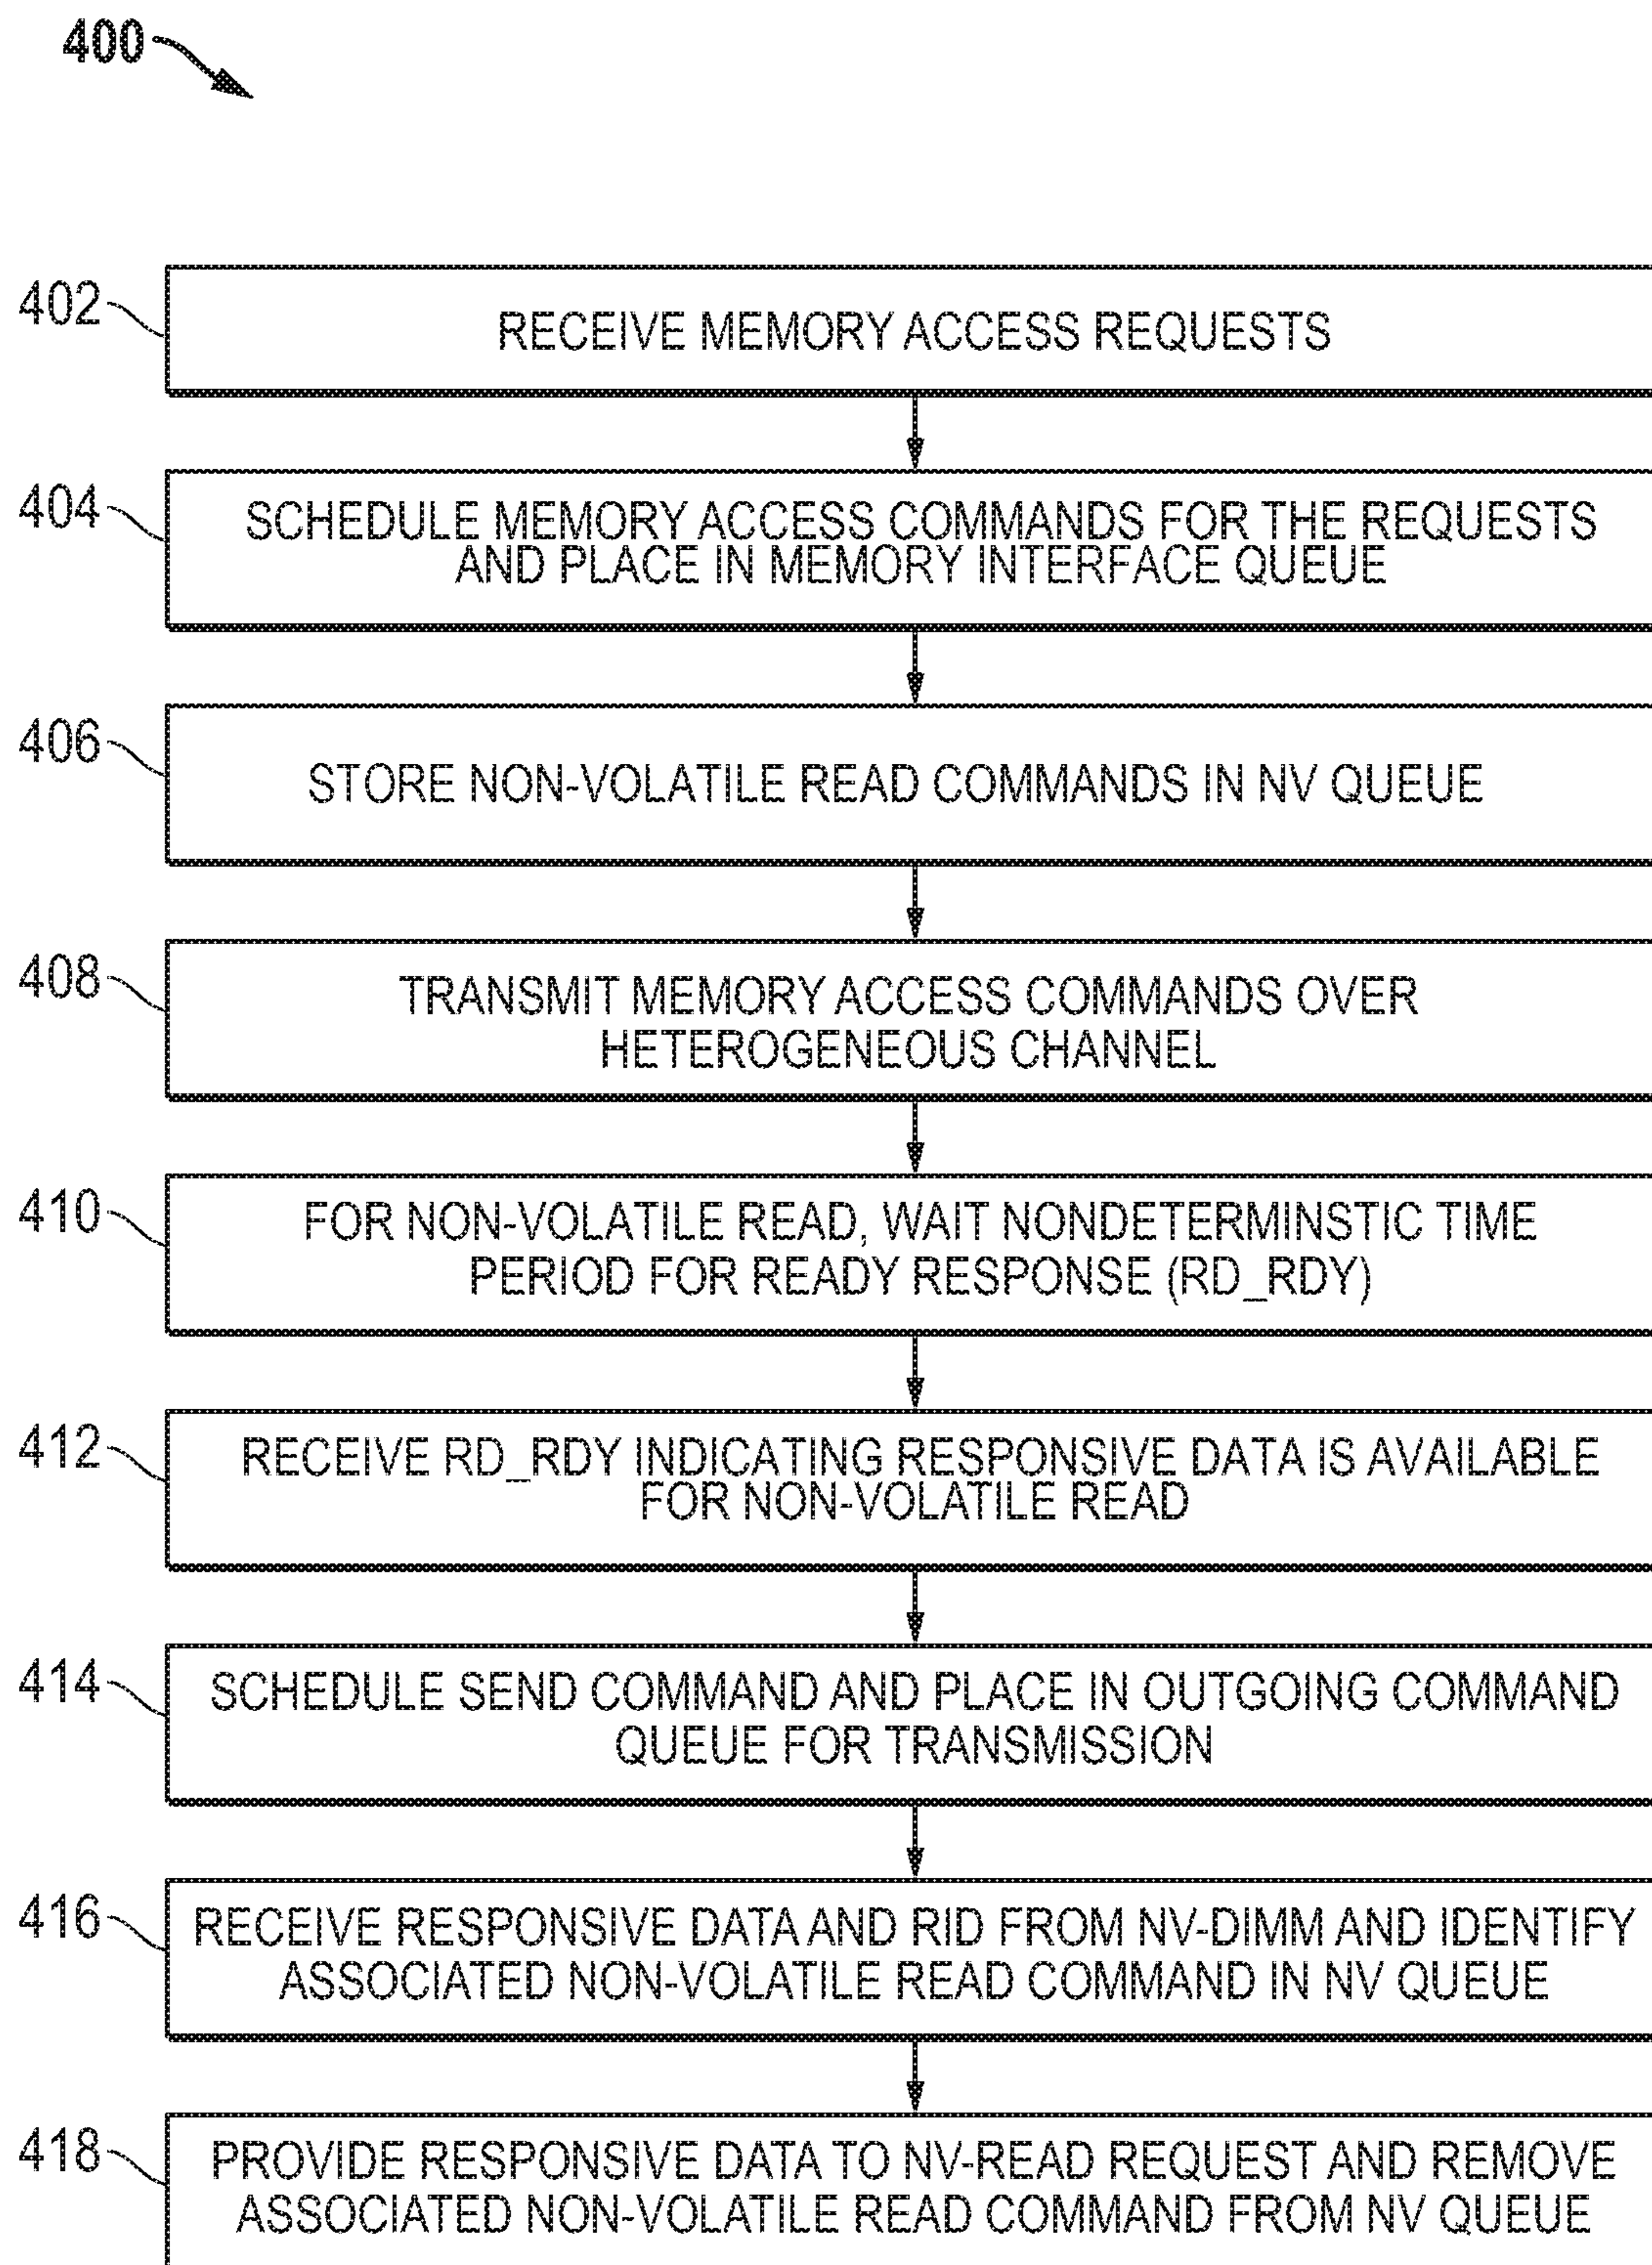 400
402
RECEIVE MEMORY ACCESS REQUESTS
404
SCHEDULE MEMORY ACCESS COMMANDS FOR THE REQUESTS
AND PLACE IN MEMORY INTERFACE QUEUE
406
STORE NON-VOLATILE READ COMMANDS IN NV QUEUE
408
TRANSMIT MEMORY ACCESS COMMANDS OVER
HETEROGENEOUS CHANNEL
410
FOR NON-VOLATILE READ, WAIT NONDETERMINSTIC TIME
PERIOD FOR READY RESPONSE (RD_RDY)
412
RECEIVE RD_RDY INDICATING RESPONSIVE DATA IS AVAILABLE
FOR NON-VOLATILE READ
414
SCHEDULE SEND COMMAND AND PLACE IN OUTGOING COMMAND
QUEUE FOR TRANSMISSION
416
RECEIVE RESPONSIVE DATA AND RID FROM NV-DIMM AND IDENTIFY
ASSOCIATED NON-VOLATILE READ COMMAND IN NV QUEUE
418
PROVIDE RESPONSIVE DATA TO NV-READ REQUEST AND REMOVE
ASSOCIATED NON-VOLATILE READ COMMAND FROM NV QUEUE